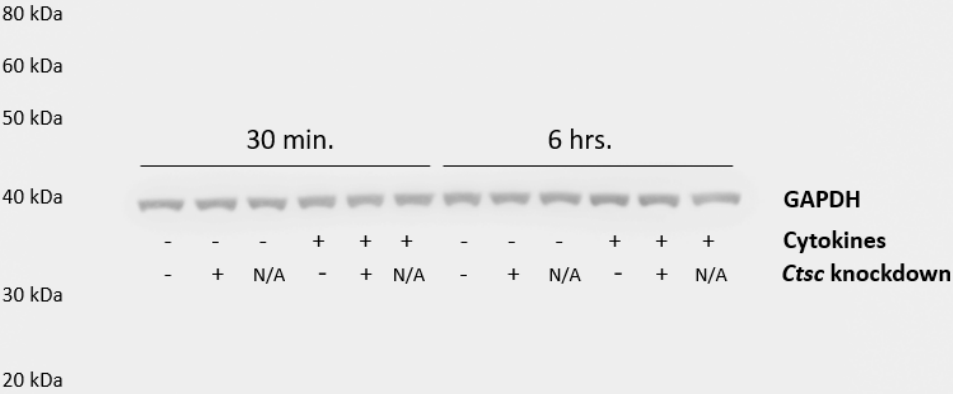 80 kDa
60 kDa
50 kDa
30 min. 6 hrs.
40 kDa GAPDH
- - - + + + - - - + + + Cytokines
- + N/A - + N/A - + N/A - + N/A Ctsc knockdown
30 kDa
20 kDa